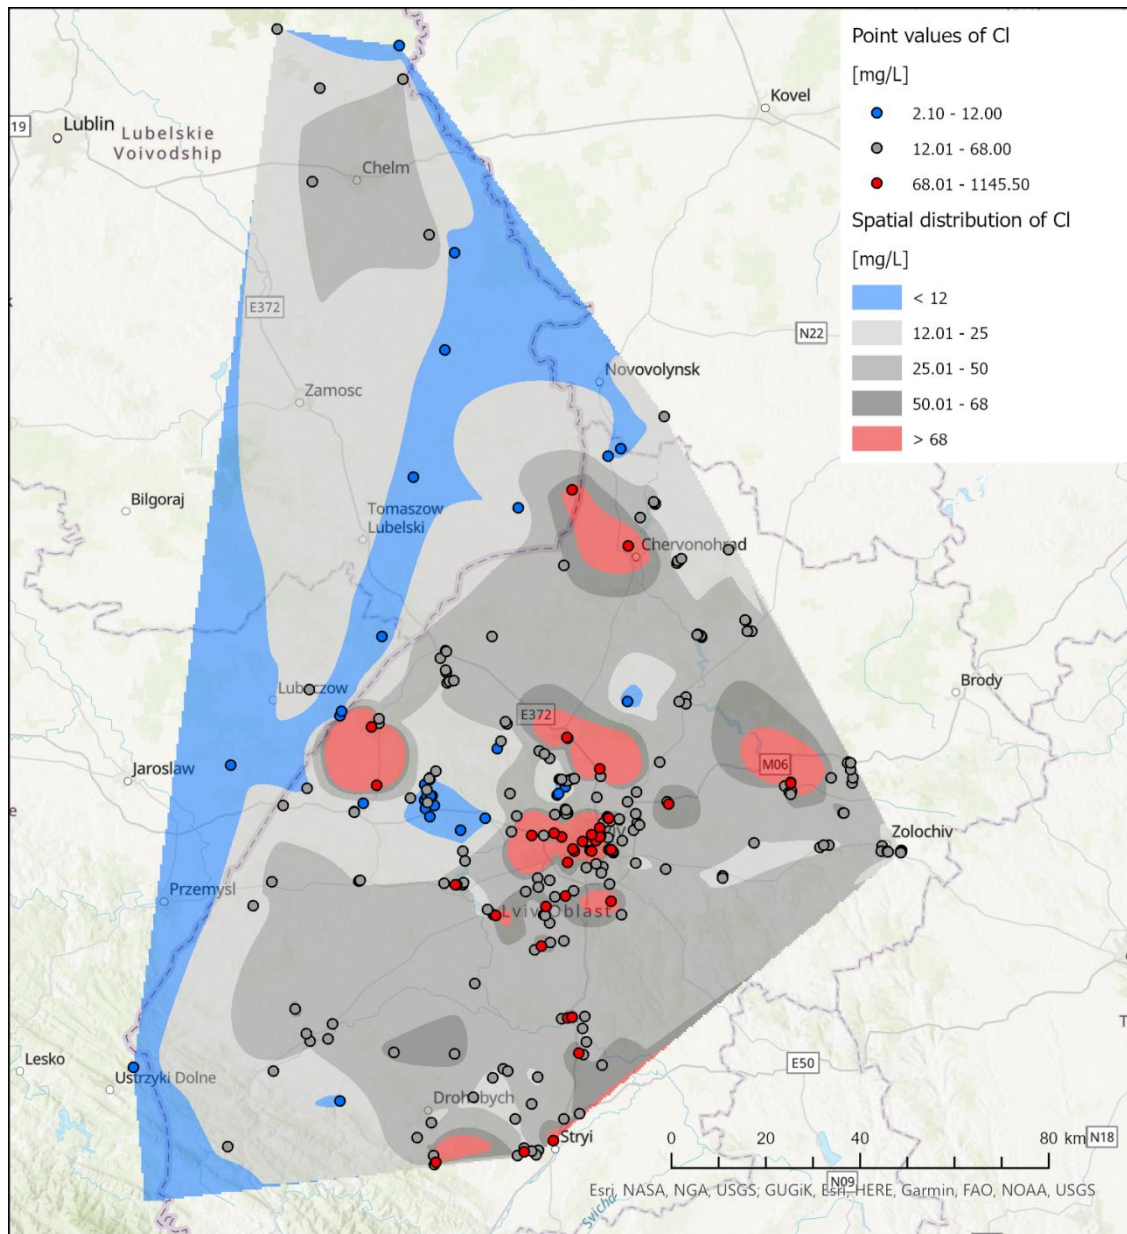 Point values of Cl
[mg/L]
2.10 - 12.00
12.01 - 68.00
68.01 - 1145.50
Spatial distribution of Cl
[mg/L]
< 12
12.01 - 25
25.01 - 50
50.01 - 68
> 68
Kovel
19
Lublin
Lubelskie
Voivodship
Chelm
E372
N22
Novovolynsk
Zamosc
Bilgoraj
Tomaszow
Lubelski
Chervonohrad
Lubaczow
Brody
E372
M06
Jaroslaw
Zolochiv
Przemysl
Lviv Oblast
Lesko
Ustrzyki Dolne
E50
Drohobych
Stryi
0 20 40 80 km
N18
N09
Svicha
Esri, NASA, NGA, USGS; GUGiK, Esri, HERE, Garmin, FAO, NOAA, USGS